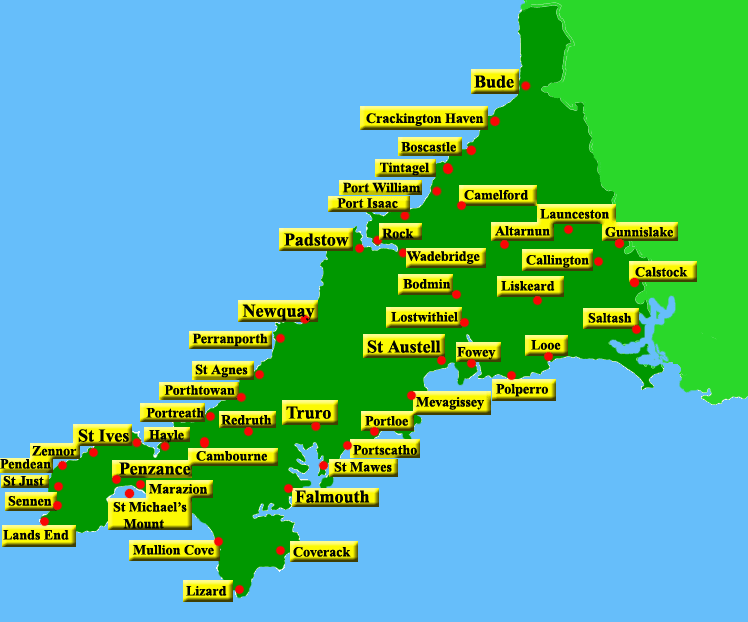 Bude
Crackington Haven
Boscastle
Tintagel
Port William
Camelford
Port Isaac
Launceston
Rock
Altarnun
Gunnislake
Padstow
Wadebridge
Callington
Calstock
Bodmin
Liskeard
Newquay
Lostwithiel
Saltash
Perranporth
St Austell
Fowey
Looe
St Agnes
Porthtowan
Polperro
Mevagissey
Portreath
Redruth
Truro
Portloe
St Ives
Hayle
Zennor
Portscatho
Cambourne
Pendean
Penzance
St Mawes
St Just
Marazion
Sennen
Falmouth
St Michael's
Mount
Lands End
Mullion Cove
Coverack
Lizard